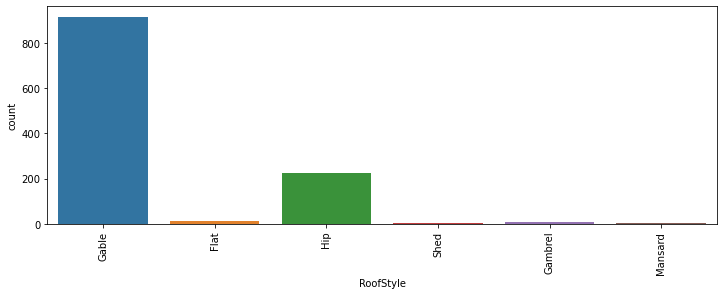 800
600
400
200
0
count
Gable
Flat
Hip
Shed
Gambrel
Mansard
RoofStyle